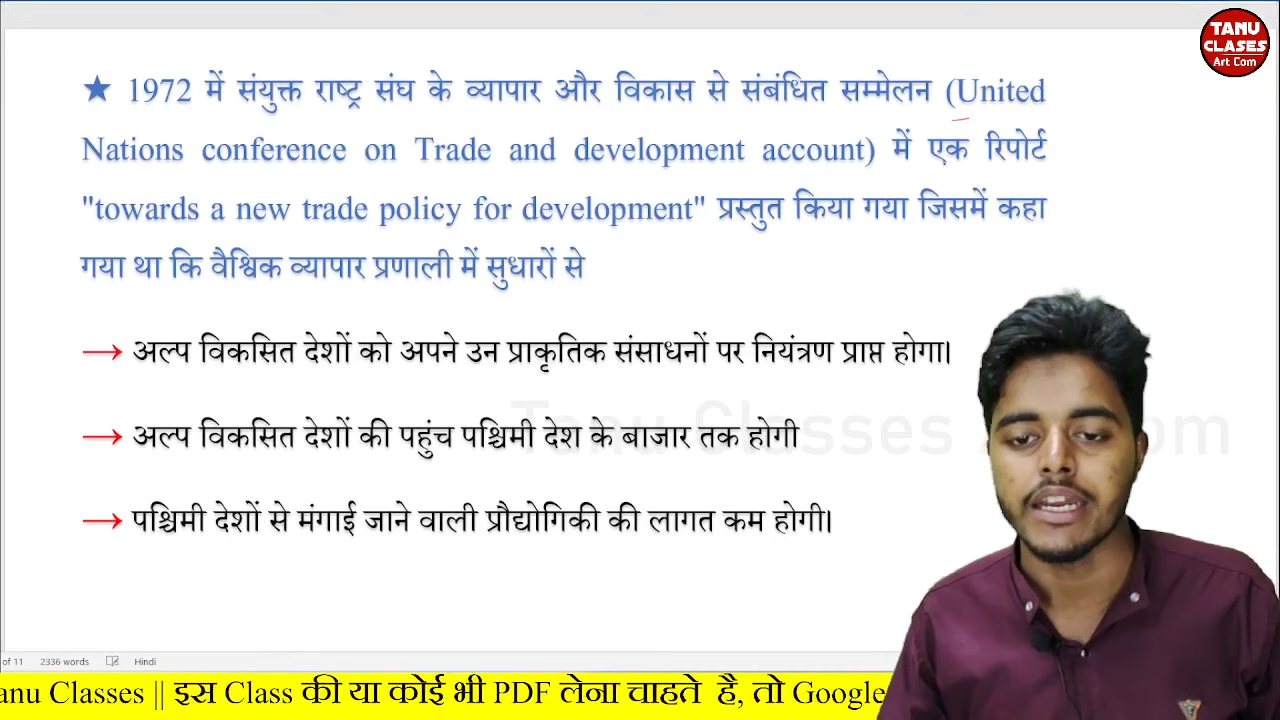 TANU
CLASES
Art Com
★ 1972 में संयुक्त राष्ट्र संघ के व्यापार और विकास से संबंधित सम्मेलन (United
Nations conference on Trade and development account) में एक रिपोर्ट
"towards a new trade policy for development" प्रस्तुत किया गया जिसमें कहा
गया था कि वैश्विक व्यापार प्रणाली में सुधारों से
→ अल्प विकसित देशों को अपने उन प्राकृतिक संसाधनों पर नियंत्रण प्राप्त होगा।
→ अल्प विकसित देशों की पहुंच पश्चिमी देश के बाजार तक होगी
Tanu Classes
→ पश्चिमी देशों से मंगाई जाने वाली प्रौद्योगिकी की लागत कम होगी।
of 11 2336 words Hindi
anu Classes || इस Class की या कोई भी PDF लेना चाहते है, तो Google